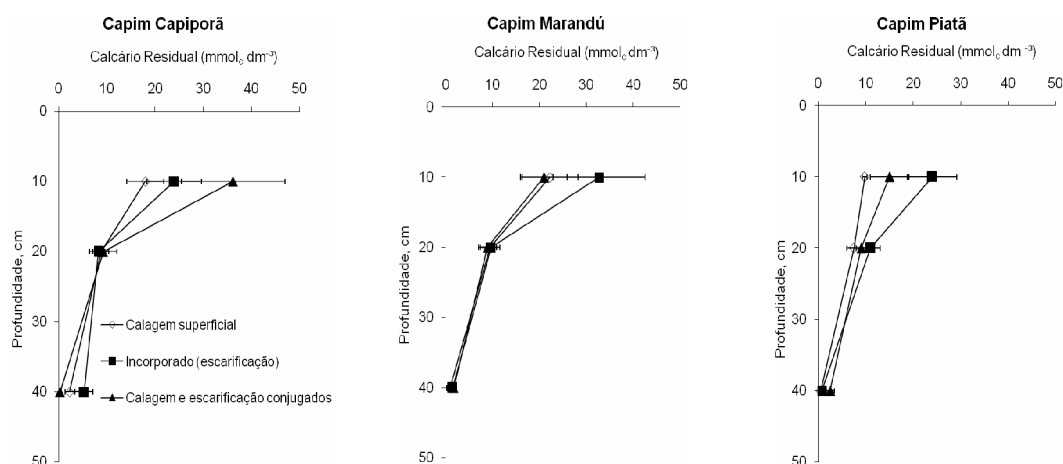 Capim Capiporã
Calcário Residual (mmolc dm-3)
0 10 20 30 40 50
0
10
20
30
40
50
Profundidade, cm
Calagem superficial
Incorporado (escarificação)
Calagem e escarificação conjugados
Capim Marandú
Calcário Residual (mmolc dm-3)
0 10 20 30 40 50
0
10
20
30
40
50
Profundidade, cm
Capim Piatã
Calcário Residual (mmolc dm-3)
0 10 20 30 40 50
0
10
20
30
40
50
Profundidade, cm